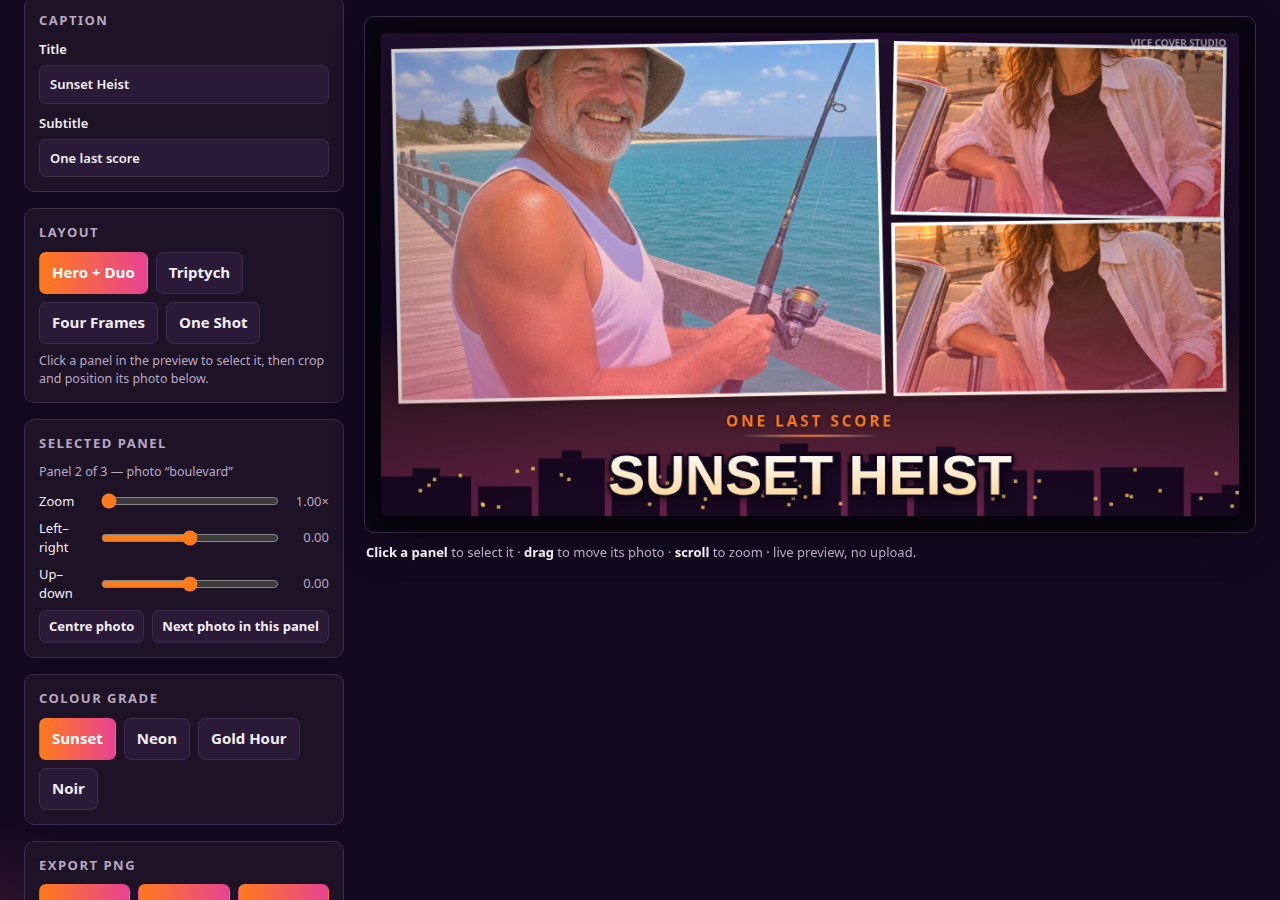 CAPTION
Title
Sunset Heist
Subtitle
One last score
LAYOUT
Hero + Duo
Triptych
Four Frames
One Shot
Click a panel in the preview to select it, then crop
and position its photo below.
SELECTED PANEL
Panel 2 of 3 — photo “boulevard”
Zoom
1.00×
Left–
right
0.00
Up–
down
0.00
Centre photo
Next photo in this panel
COLOUR GRADE
Sunset
Neon
Gold Hour
Noir
EXPORT PNG
VICE COVER STUDIO
ONE LAST SCORE
SUNSET HEIST
Click a panel to select it · drag to move its photo · scroll to zoom · live preview, no upload.